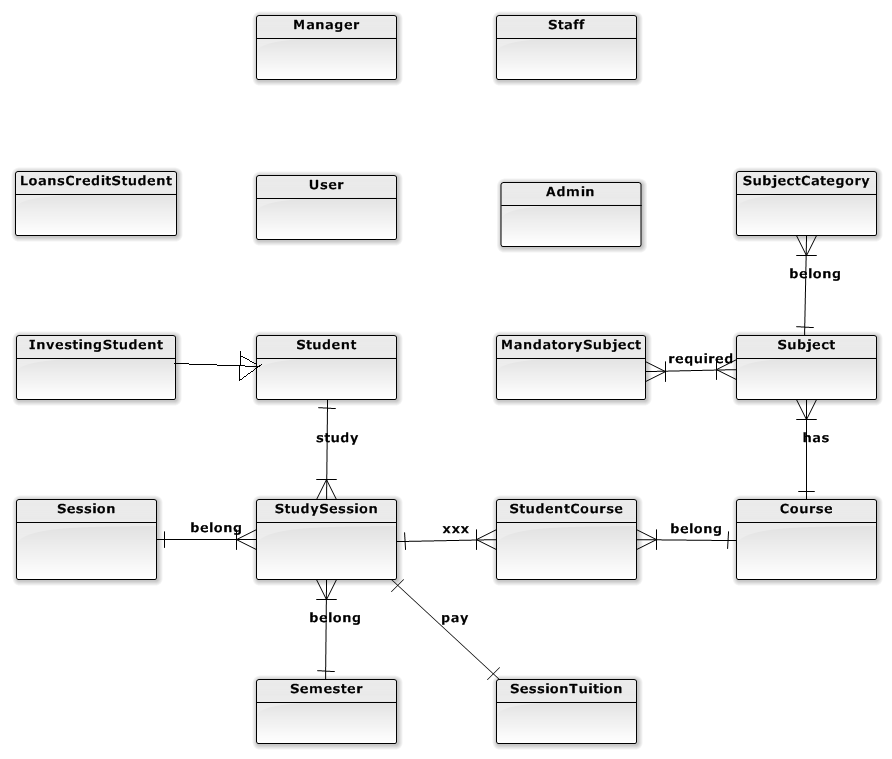 Manager
Staff
LoansCreditStudent
User
Admin
SubjectCategory
belong
InvestingStudent
Student
MandatorySubject
required
Subject
study
has
Session
belong
StudySession
xxx
StudentCourse
belong
Course
belong
pay
Semester
SessionTuition